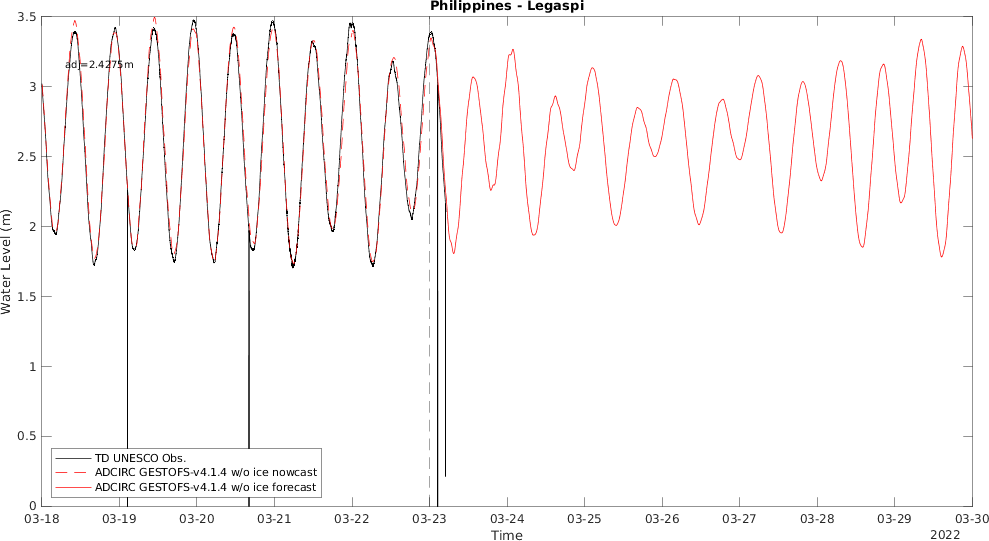 Philippines - Legaspi
3.5
adj=2.4275m
3
2.5
2
1.5
1
0.5
0
Water Level (m)
TD UNESCO Obs.
ADCIRC GESTOFS-v4.1.4 w/o ice nowcast
ADCIRC GESTOFS-v4.1.4 w/o ice forecast
03-18 03-19 03-20 03-21 03-22 03-23 03-24 03-25 03-26 03-27 03-28 03-29 03-30
Time
2022